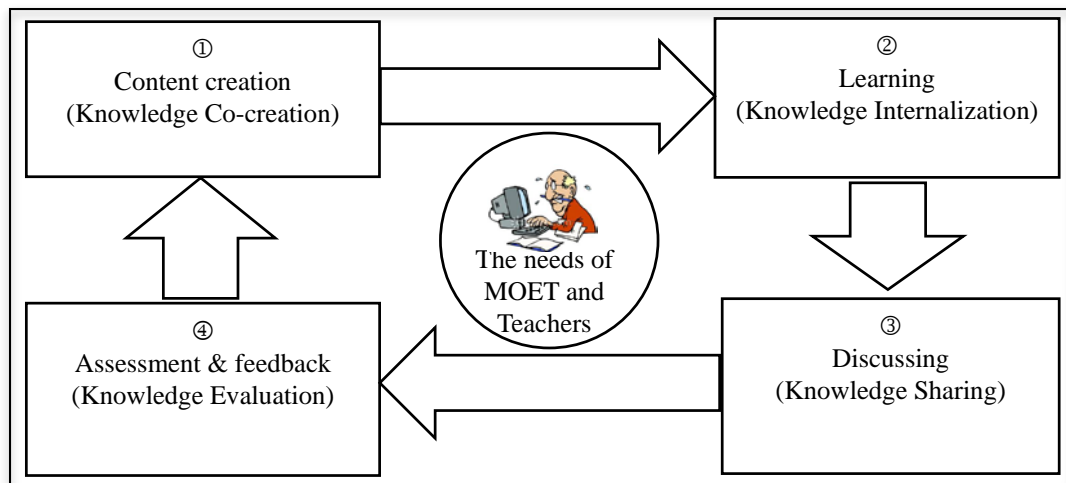 ①
Content creation
(Knowledge Co-creation)
②
Learning
(Knowledge Internalization)
The needs of
MOET and
Teachers
③
Discussing
(Knowledge Sharing)
④
Assessment & feedback
(Knowledge Evaluation)